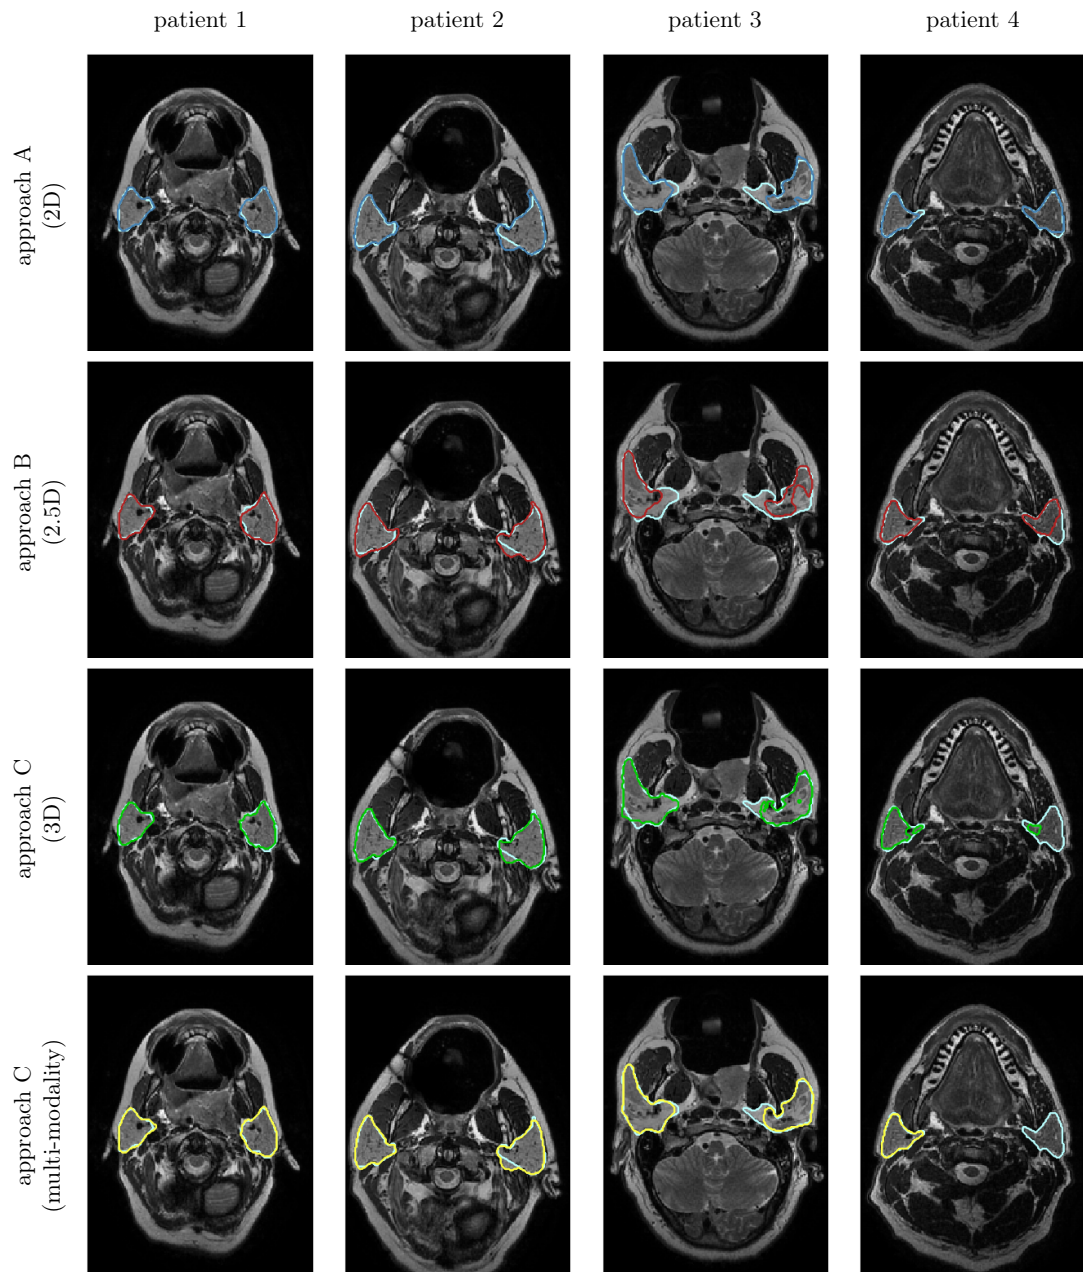 patient 1
patient 2
patient 3
patient 4
approach A
(2D)
approach B
(2.5D)
approach C
(3D)
approach C
(multi-modality)